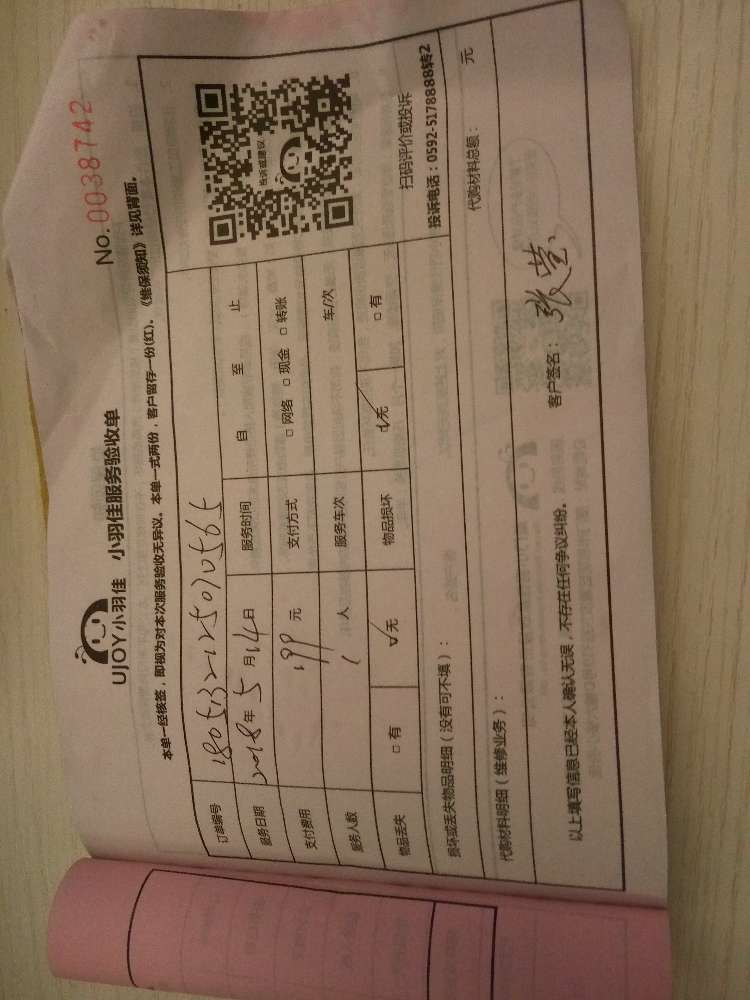 UJOY小羽佳 小羽佳服务验收单
No. 0038742
本单一经核签，即视为对本次服务验收无异议。本单一式两份，客户留存一份(红)。《维保须知》详见背面。
订单编号
服务日期 2018年5月14日 服务时间 自 至 止
支付费用 199 元 支付方式 □ 网络 □ 现金 □ 转账
服务人数 1 人 服务车次 车/次
物品丢失 □ 有 ☑ 无 物品损坏 ☑ 无 □ 有
投诉或建议
扫码评价或投诉
投诉电话：0592-5178888转2
损坏或丢失物品明细（没有可不填）：
代购材料明细（维修业务）： 代购材料总额： 元
以上填写信息已经本人确认无误，不存在任何争议纠纷。 客户签名： 张莹